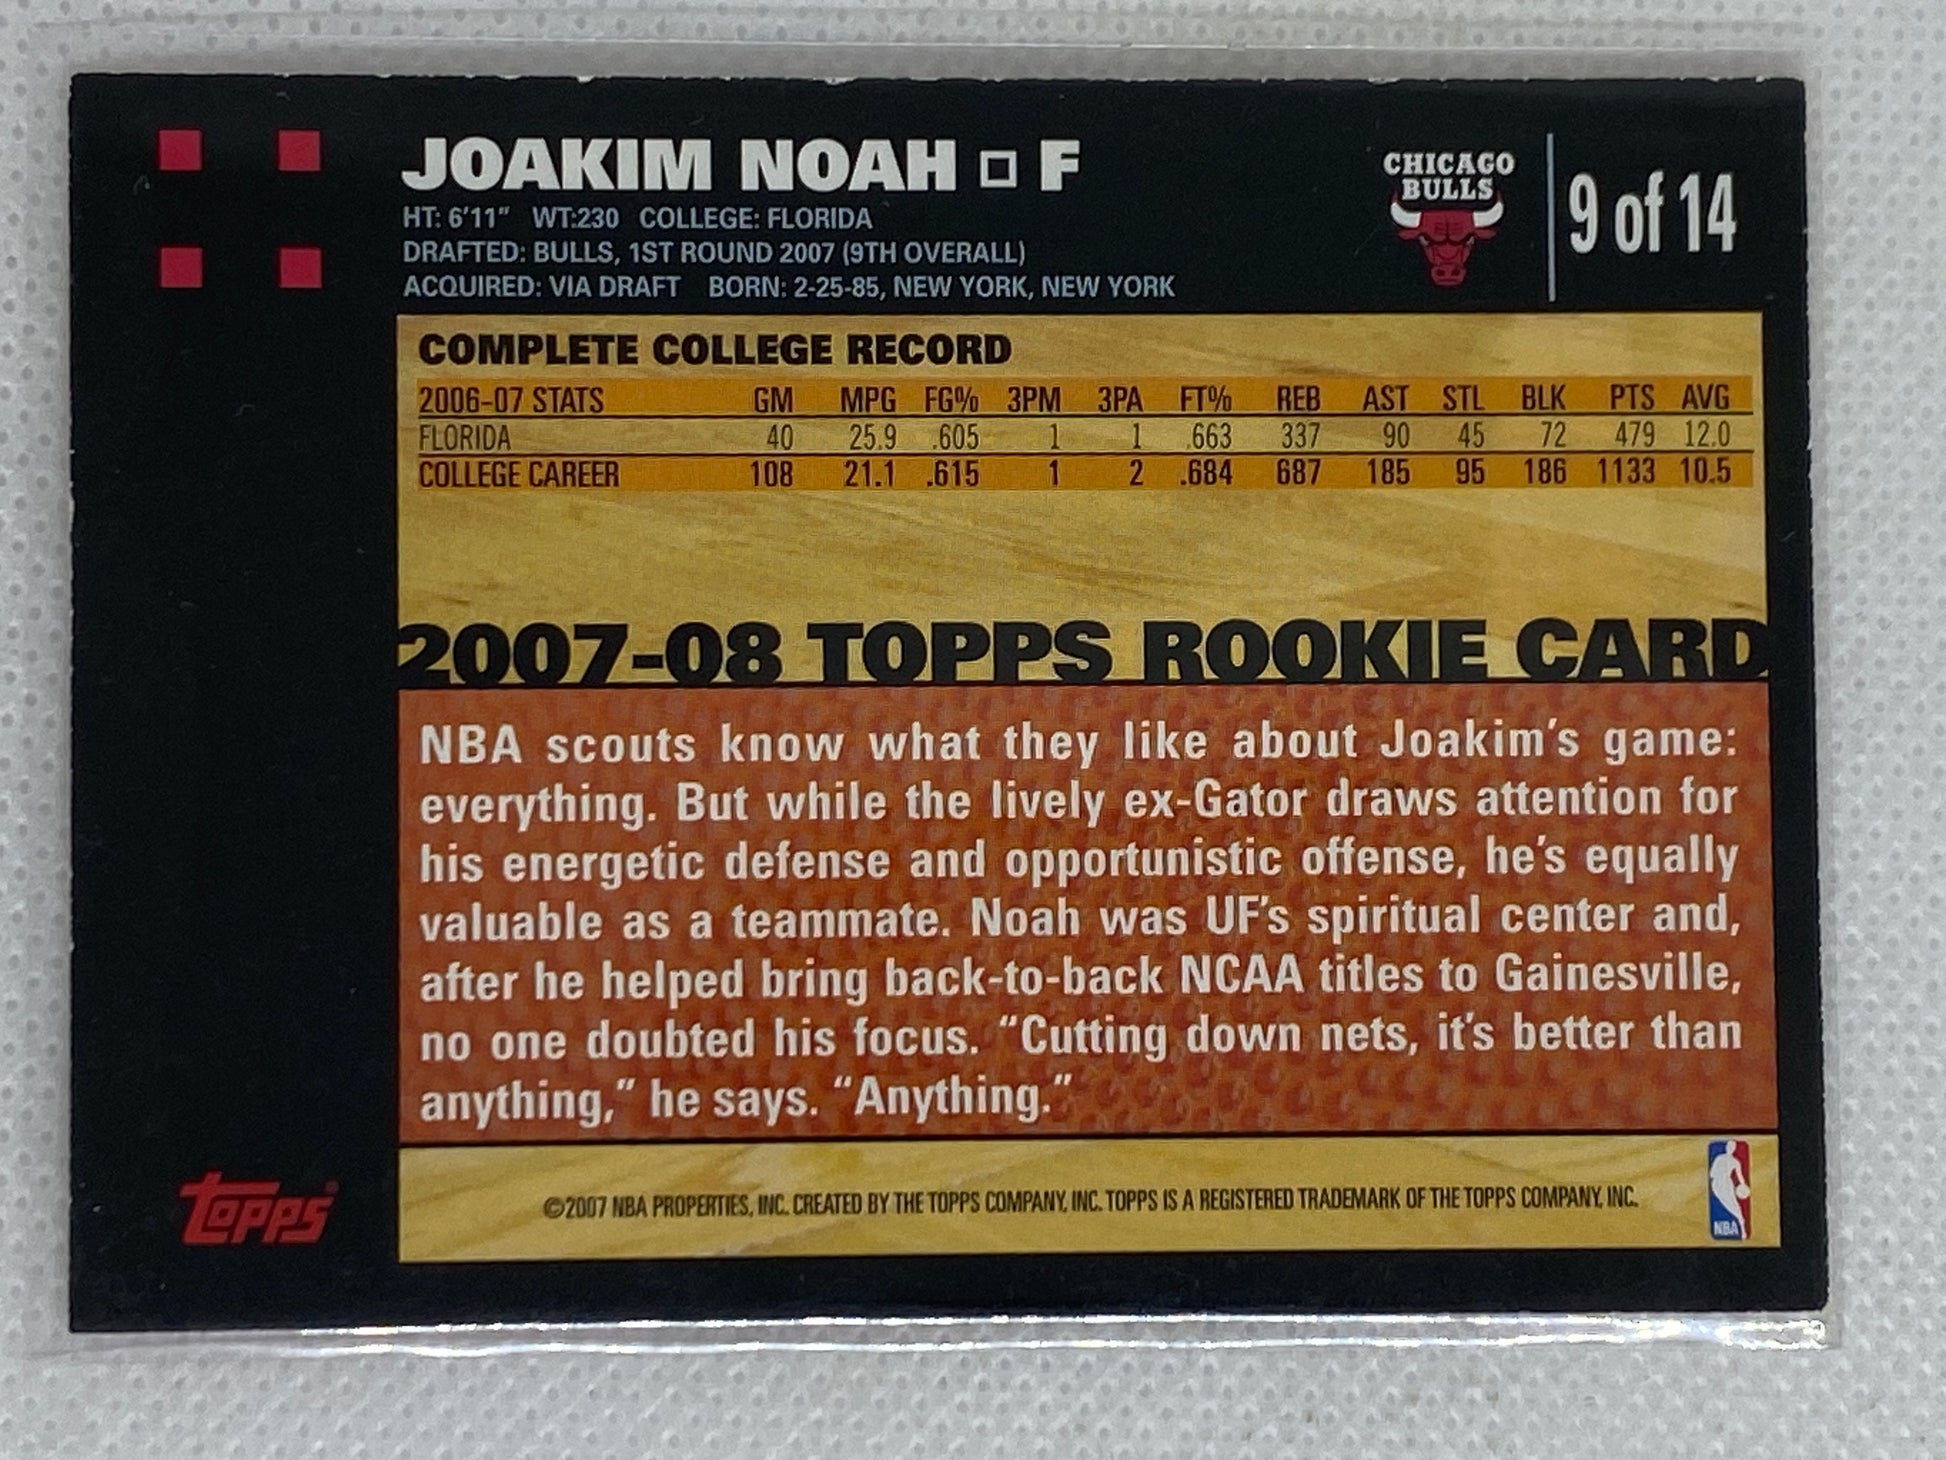 JOAKIM NOAH □ F
HT: 6'11" WT:230 COLLEGE: FLORIDA
DRAFTED: BULLS, 1ST ROUND 2007 (9TH OVERALL)
ACQUIRED: VIA DRAFT BORN: 2-25-85, NEW YORK, NEW YORK
CHICAGO
BULLS
9 of 14
COMPLETE COLLEGE RECORD
2006-07 STATS GM MPG FG% 3PM 3PA FT% REB AST STL BLK PTS AVG
FLORIDA 40 25.9 .605 1 1 .663 337 90 45 72 479 12.0
COLLEGE CAREER 108 21.1 .615 1 2 .684 687 185 95 186 1133 10.5
2007-08 TOPPS ROOKIE CARD
NBA scouts know what they like about Joakim's game:
everything. But while the lively ex-Gator draws attention for
his energetic defense and opportunistic offense, he's equally
valuable as a teammate. Noah was UF's spiritual center and,
after he helped bring back-to-back NCAA titles to Gainesville,
no one doubted his focus. "Cutting down nets, it's better than
anything," he says. "Anything."
topps®
©2007 NBA PROPERTIES, INC. CREATED BY THE TOPPS COMPANY, INC. TOPPS IS A REGISTERED TRADEMARK OF THE TOPPS COMPANY, INC.
NBA